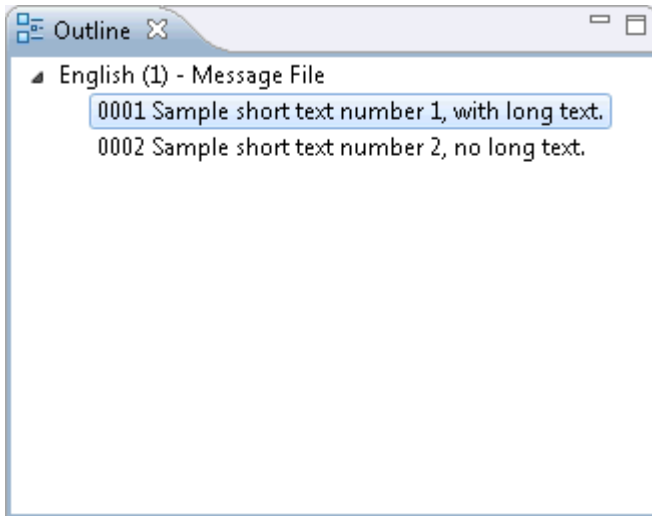 Outline
English (1) - Message File
0001 Sample short text number 1, with long text.
0002 Sample short text number 2, no long text.